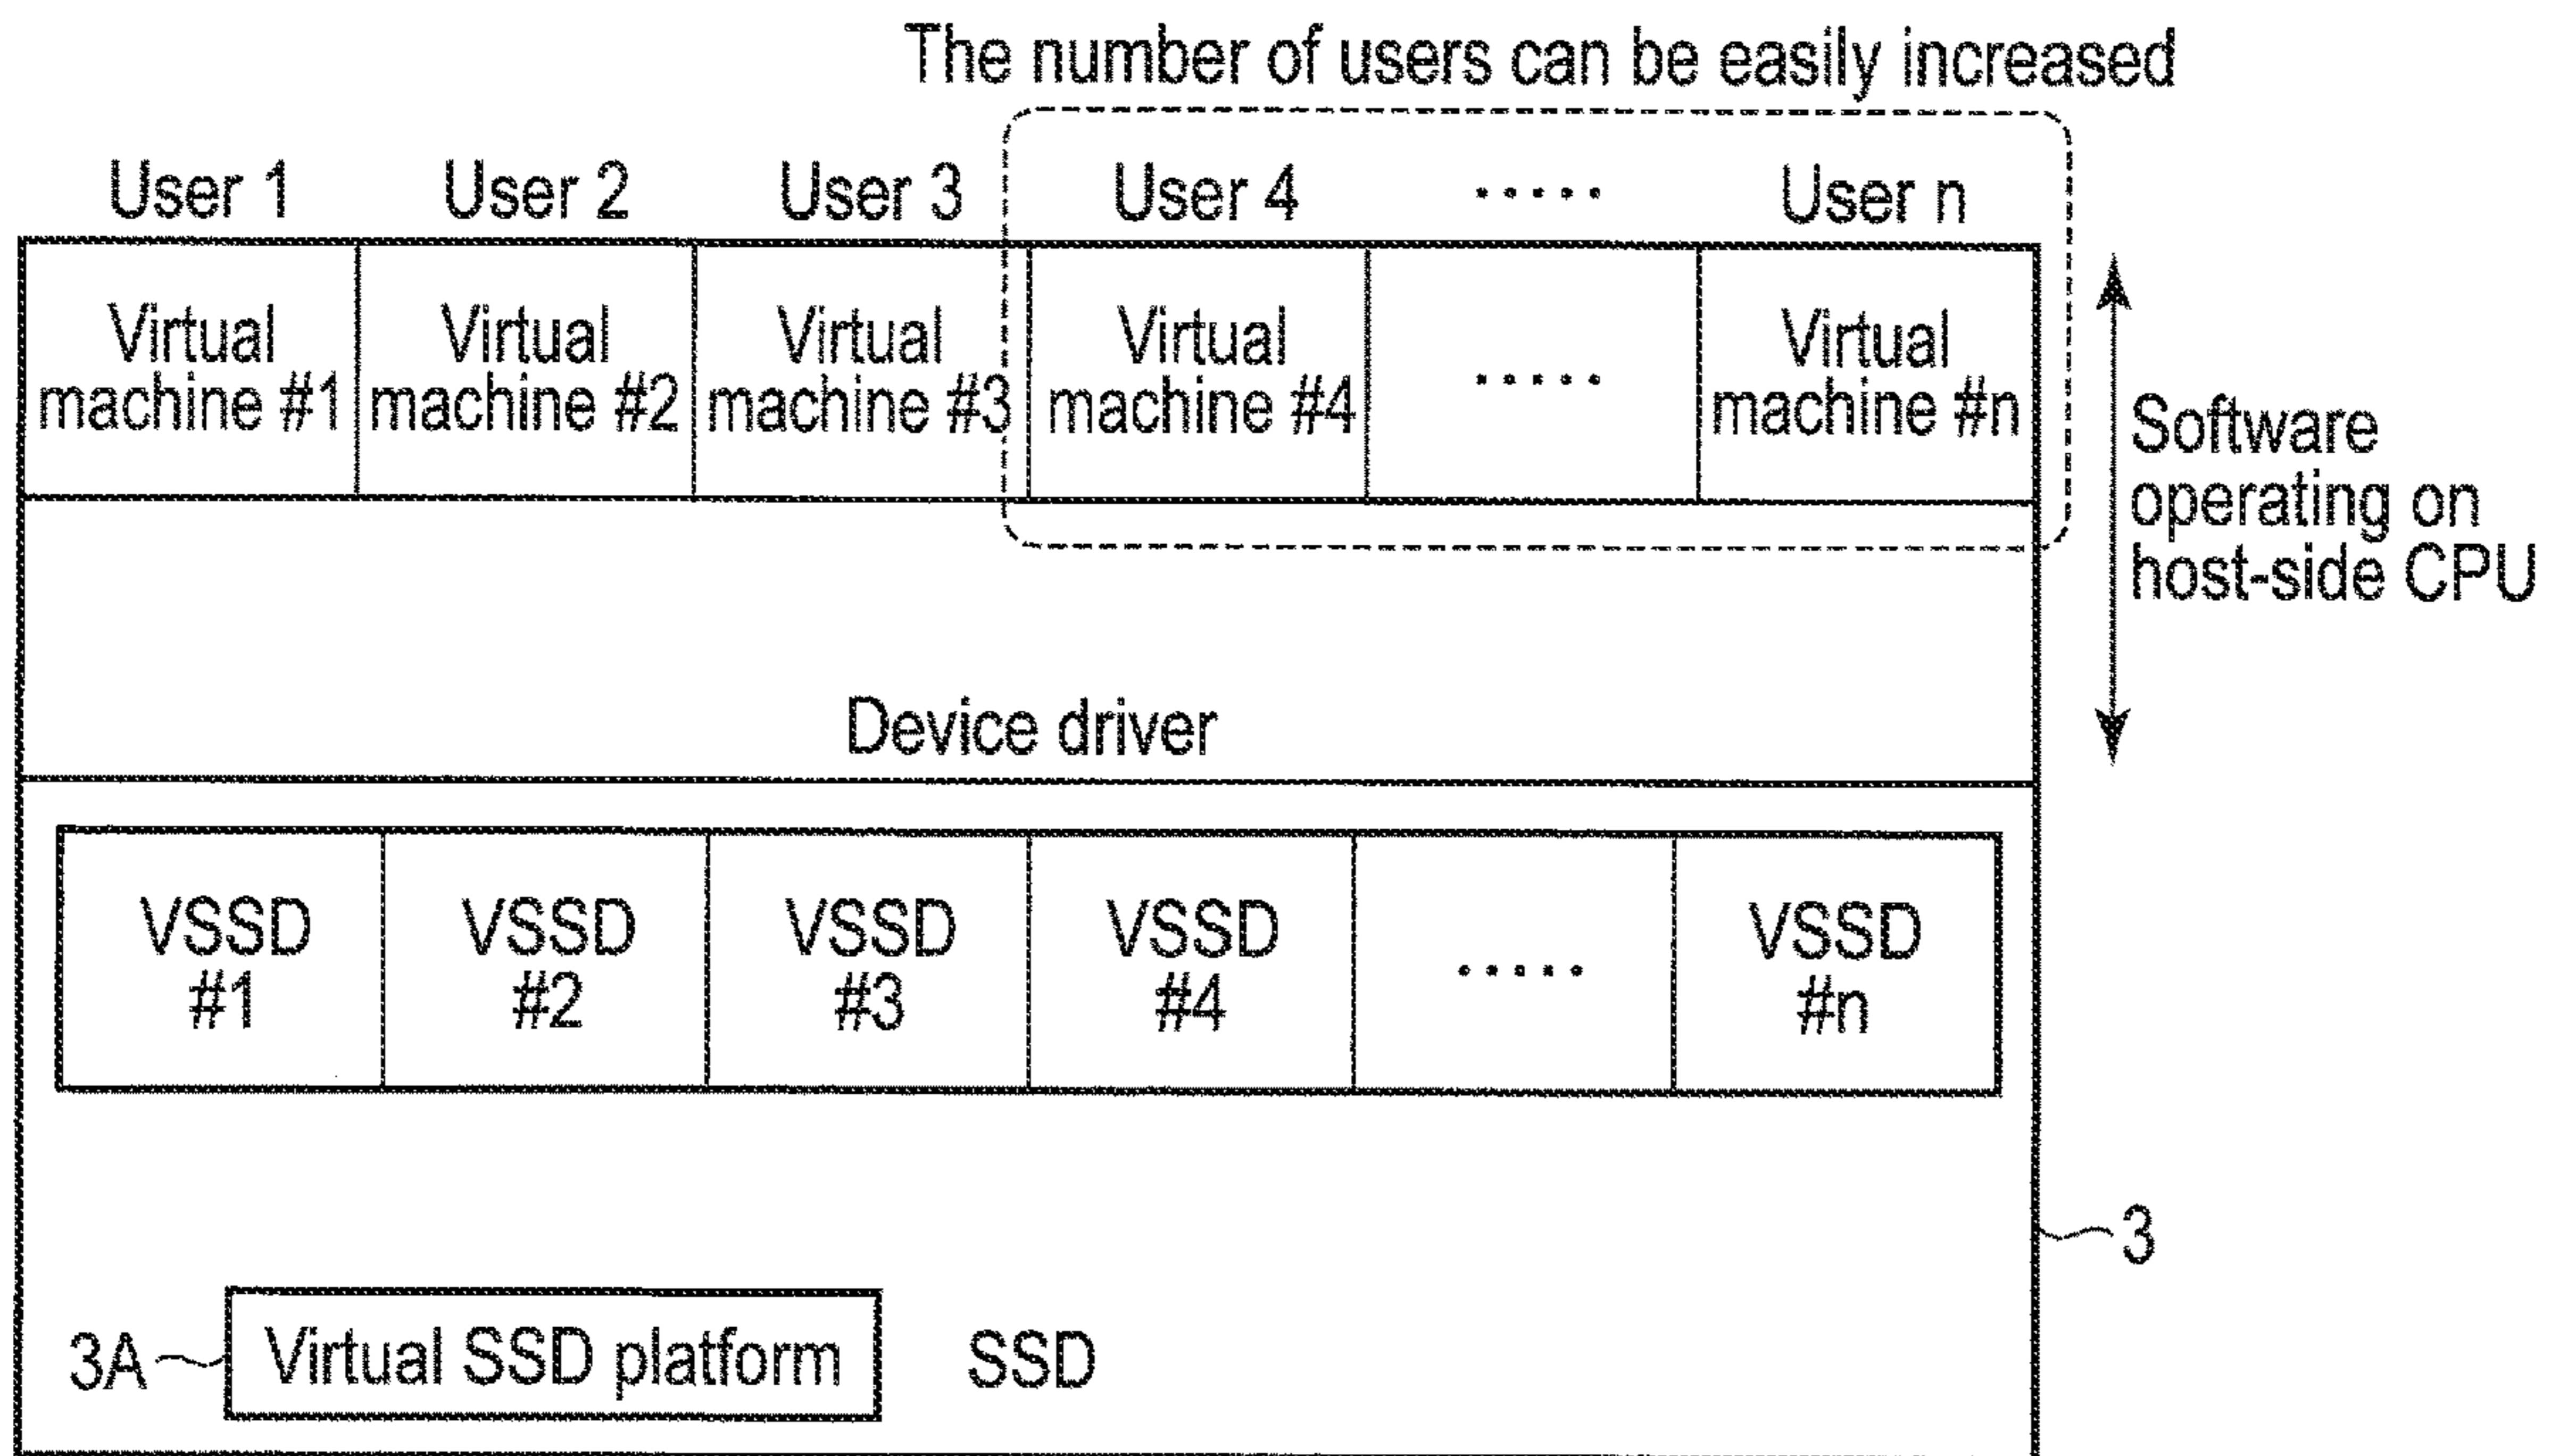 The number of users can be easily increased
User 1 User 2 User 3 User 4 ····· User n
Virtual Virtual Virtual Virtual Virtual
machine #1 machine #2 machine #3 machine #4 ····· machine #n
Software
operating on
host-side CPU
Device driver
VSSD VSSD VSSD VSSD VSSD
#1 #2 #3 #4 ····· #n
3
3A Virtual SSD platform SSD